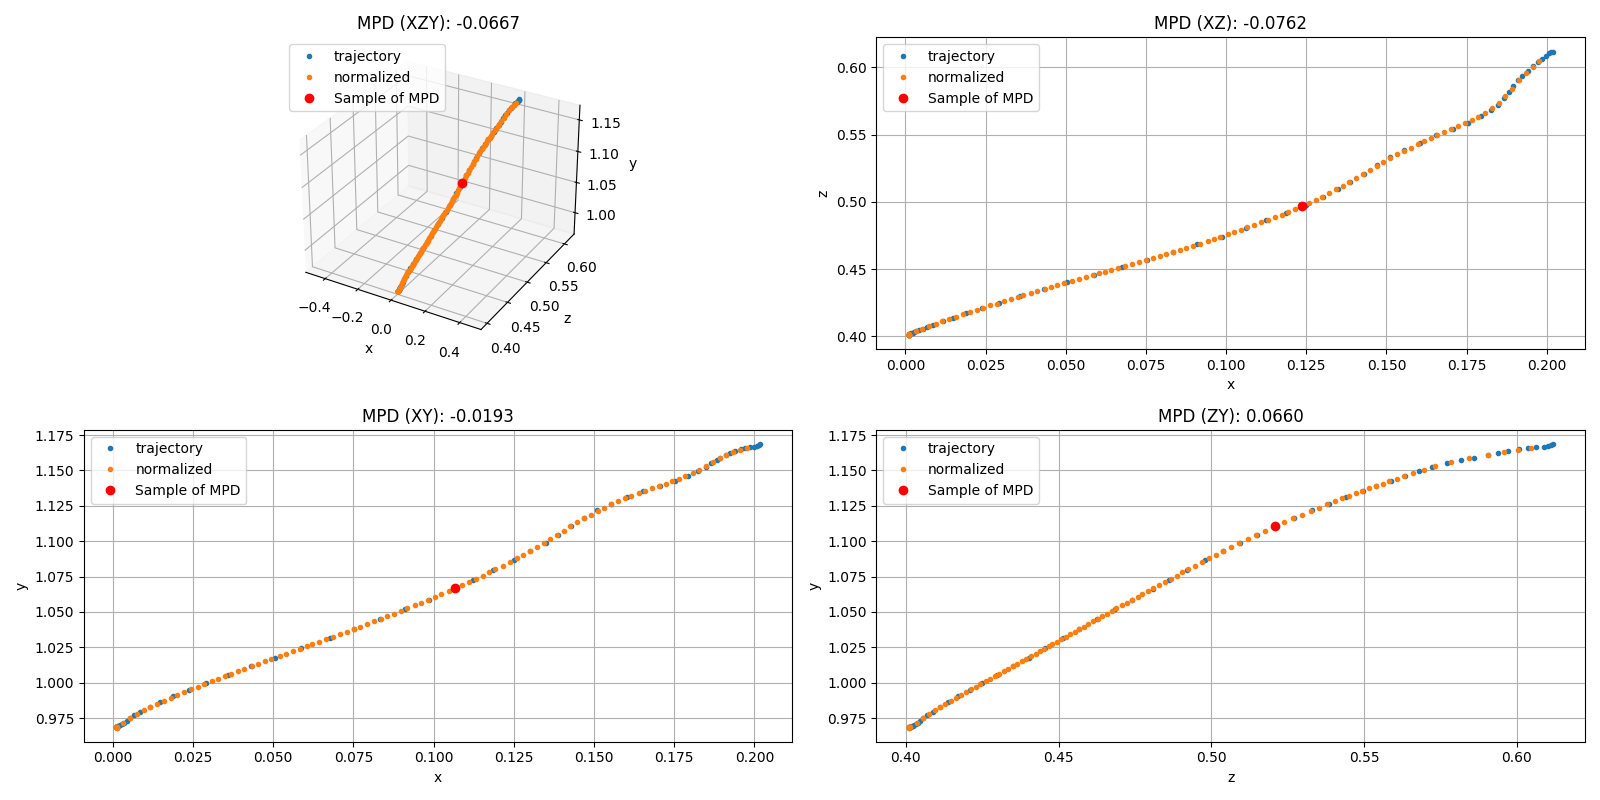 MPD (XZY): -0.0667
trajectory
normalized
Sample of MPD
1.15
1.10
1.05
1.00
y
0.60
0.55
0.50
0.45
0.40
z
−0.4
−0.2
0.0
0.2
0.4
x
MPD (XZ): -0.0762
trajectory
normalized
Sample of MPD
0.60
0.55
0.50
0.45
0.40
z
0.000 0.025 0.050 0.075 0.100 0.125 0.150 0.175 0.200
x
MPD (XY): -0.0193
trajectory
normalized
Sample of MPD
1.175
1.150
1.125
1.100
1.075
1.050
1.025
1.000
0.975
y
0.000 0.025 0.050 0.075 0.100 0.125 0.150 0.175 0.200
x
MPD (ZY): 0.0660
trajectory
normalized
Sample of MPD
1.175
1.150
1.125
1.100
1.075
1.050
1.025
1.000
0.975
y
0.40 0.45 0.50 0.55 0.60
z